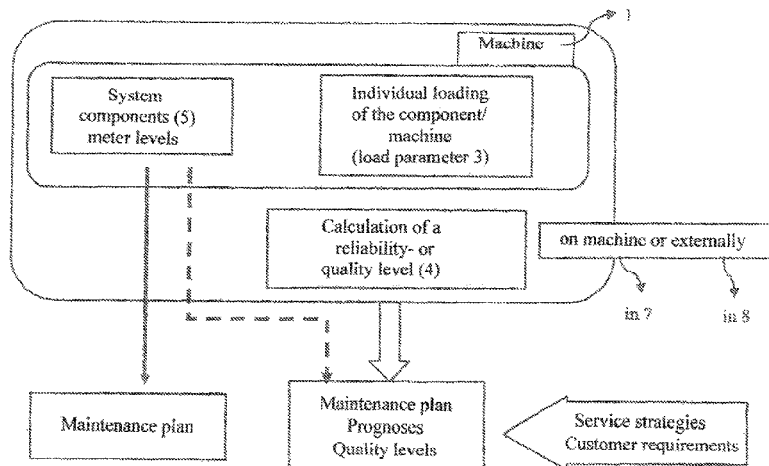 1
Machine
System
components (5)
meter levels
Individual loading
of the component/
machine
(load parameter 3)
Calculation of a
reliability- or
quality level (4)
on machine or externally
in 7
in 8
Maintenance plan
Maintenance plan
Prognoses
Quality levels
Service strategies
Customer requirements